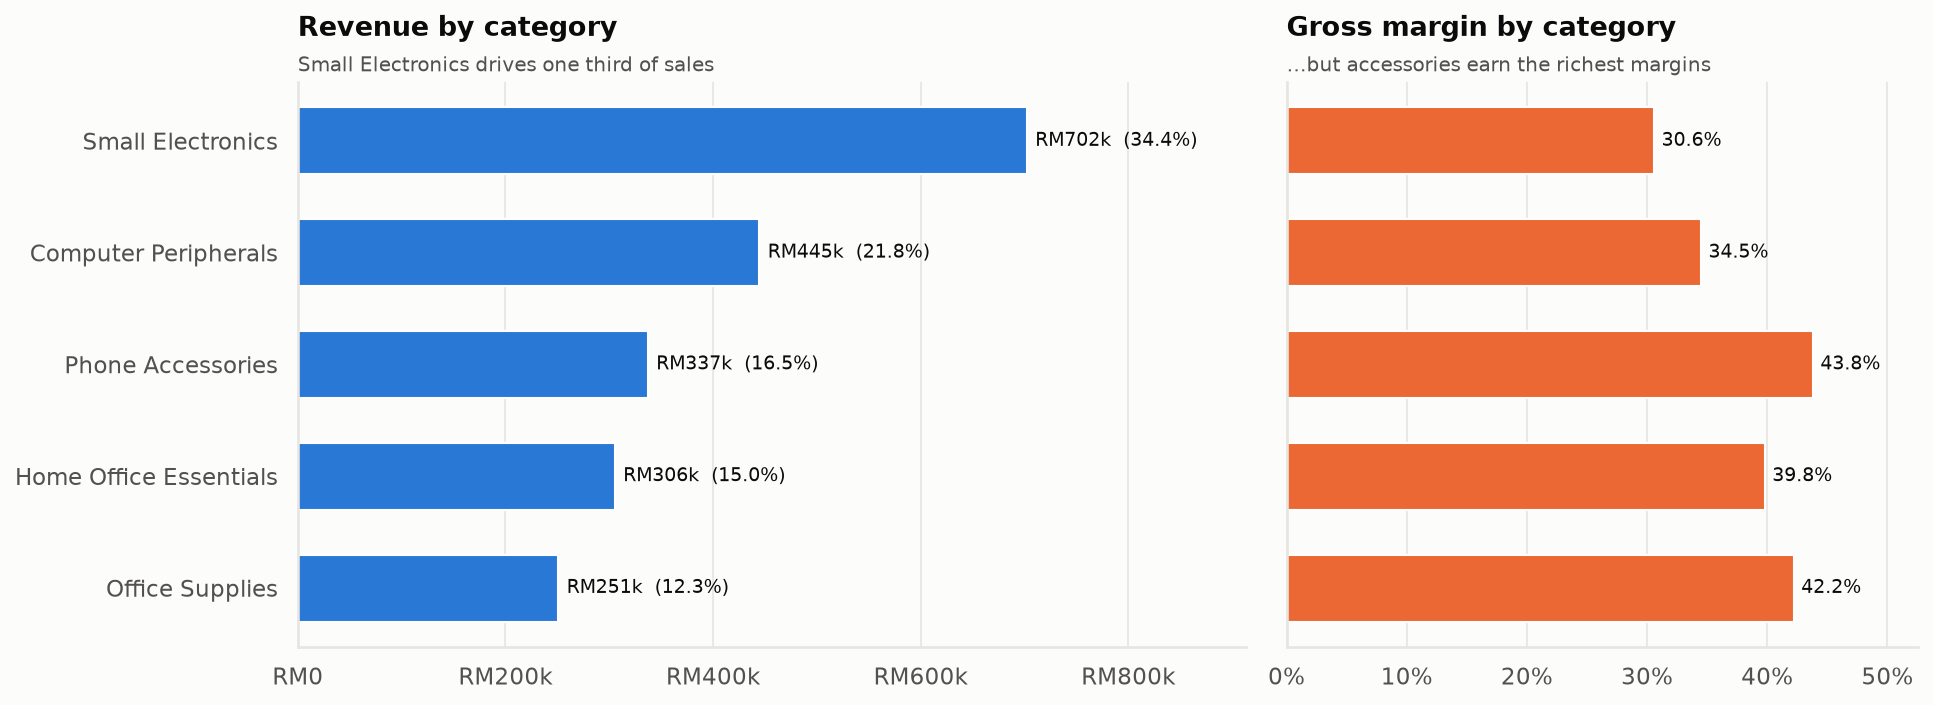 Revenue by category
Small Electronics drives one third of sales
Small Electronics
RM702k (34.4%)
Computer Peripherals
RM445k (21.8%)
Phone Accessories
RM337k (16.5%)
Home Office Essentials
RM306k (15.0%)
Office Supplies
RM251k (12.3%)
RM0 RM200k RM400k RM600k RM800k
Gross margin by category
...but accessories earn the richest margins
30.6%
34.5%
43.8%
39.8%
42.2%
0% 10% 20% 30% 40% 50%